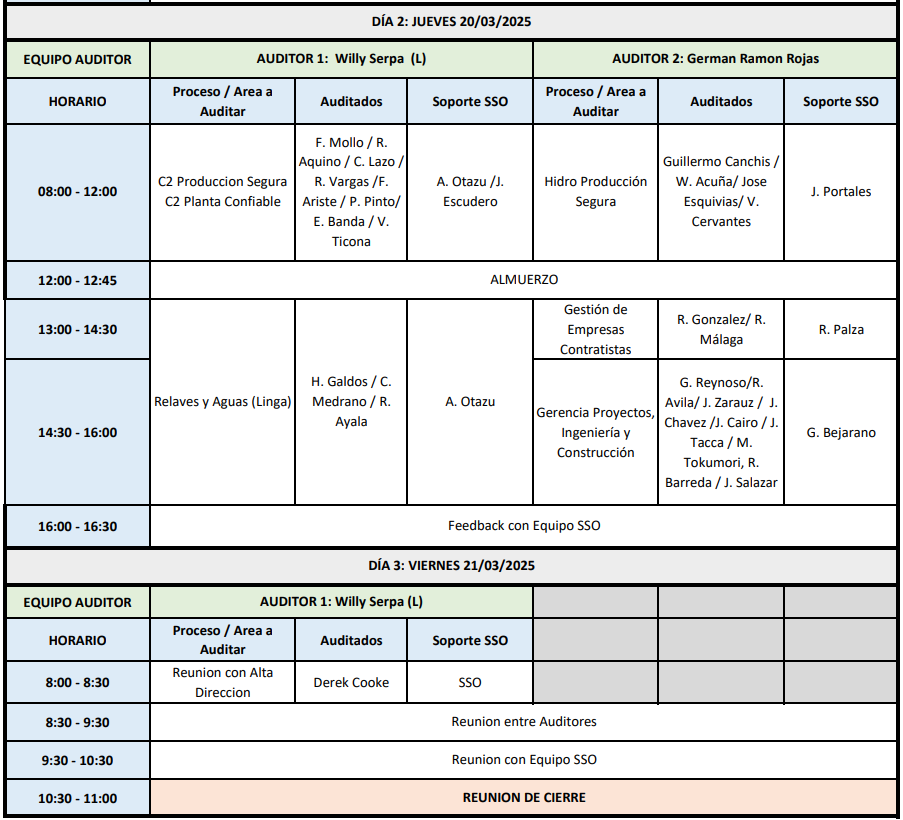 DÍA 2: JUEVES 20/03/2025
EQUIPO AUDITOR
AUDITOR 1:  Willy Serpa  (L)
AUDITOR 2: German Ramon Rojas
HORARIO
Proceso / Area a
Auditar
Auditados
Soporte SSO
Proceso / Area a
Auditar
Auditados
Soporte SSO
08:00 - 12:00
C2 Produccion Segura
C2 Planta Confiable
F. Mollo / R.
Aquino / C. Lazo /
R. Vargas /F.
Ariste / P. Pinto/
E. Banda / V.
Ticona
A. Otazu /J.
Escudero
Hidro Producción
Segura
Guillermo Canchis /
W. Acuña/ Jose
Esquivias/ V.
Cervantes
J. Portales
12:00 - 12:45
ALMUERZO
13:00 - 14:30
Relaves y Aguas (Linga)
H. Galdos / C.
Medrano / R.
Ayala
A. Otazu
Gestión de
Empresas
Contratistas
R. Gonzalez/ R.
Málaga
R. Palza
14:30 - 16:00
Gerencia Proyectos,
Ingeniería y
Construcción
G. Reynoso/R.
Avila/ J. Zarauz /  J.
Chavez /J. Cairo / J.
Tacca / M.
Tokumori, R.
Barreda / J. Salazar
G. Bejarano
16:00 - 16:30
Feedback con Equipo SSO
DÍA 3: VIERNES 21/03/2025
EQUIPO AUDITOR
AUDITOR 1: Willy Serpa (L)
HORARIO
Proceso / Area a
Auditar
Auditados
Soporte SSO
8:00 - 8:30
Reunion con Alta
Direccion
Derek Cooke
SSO
8:30 - 9:30
Reunion entre Auditores
9:30 - 10:30
Reunion con Equipo SSO
10:30 - 11:00
REUNION DE CIERRE